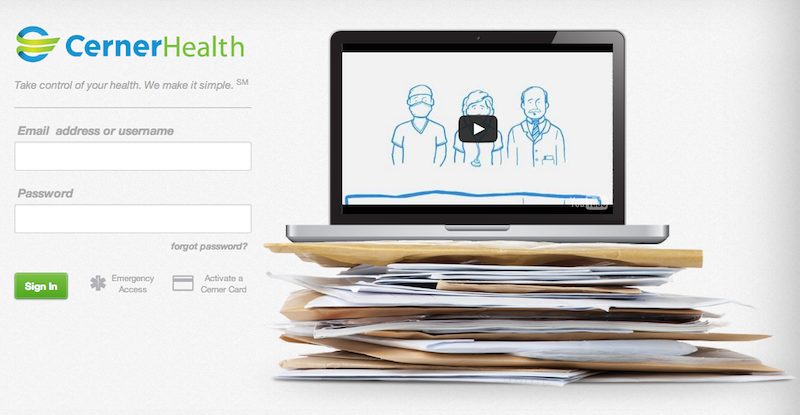 CernerHealth
Take control of your health. We make it simple. SM
Email address or username
Password
forgot password?
Sign In
Emergency
Access
Activate a
Cerner Card
YouTube